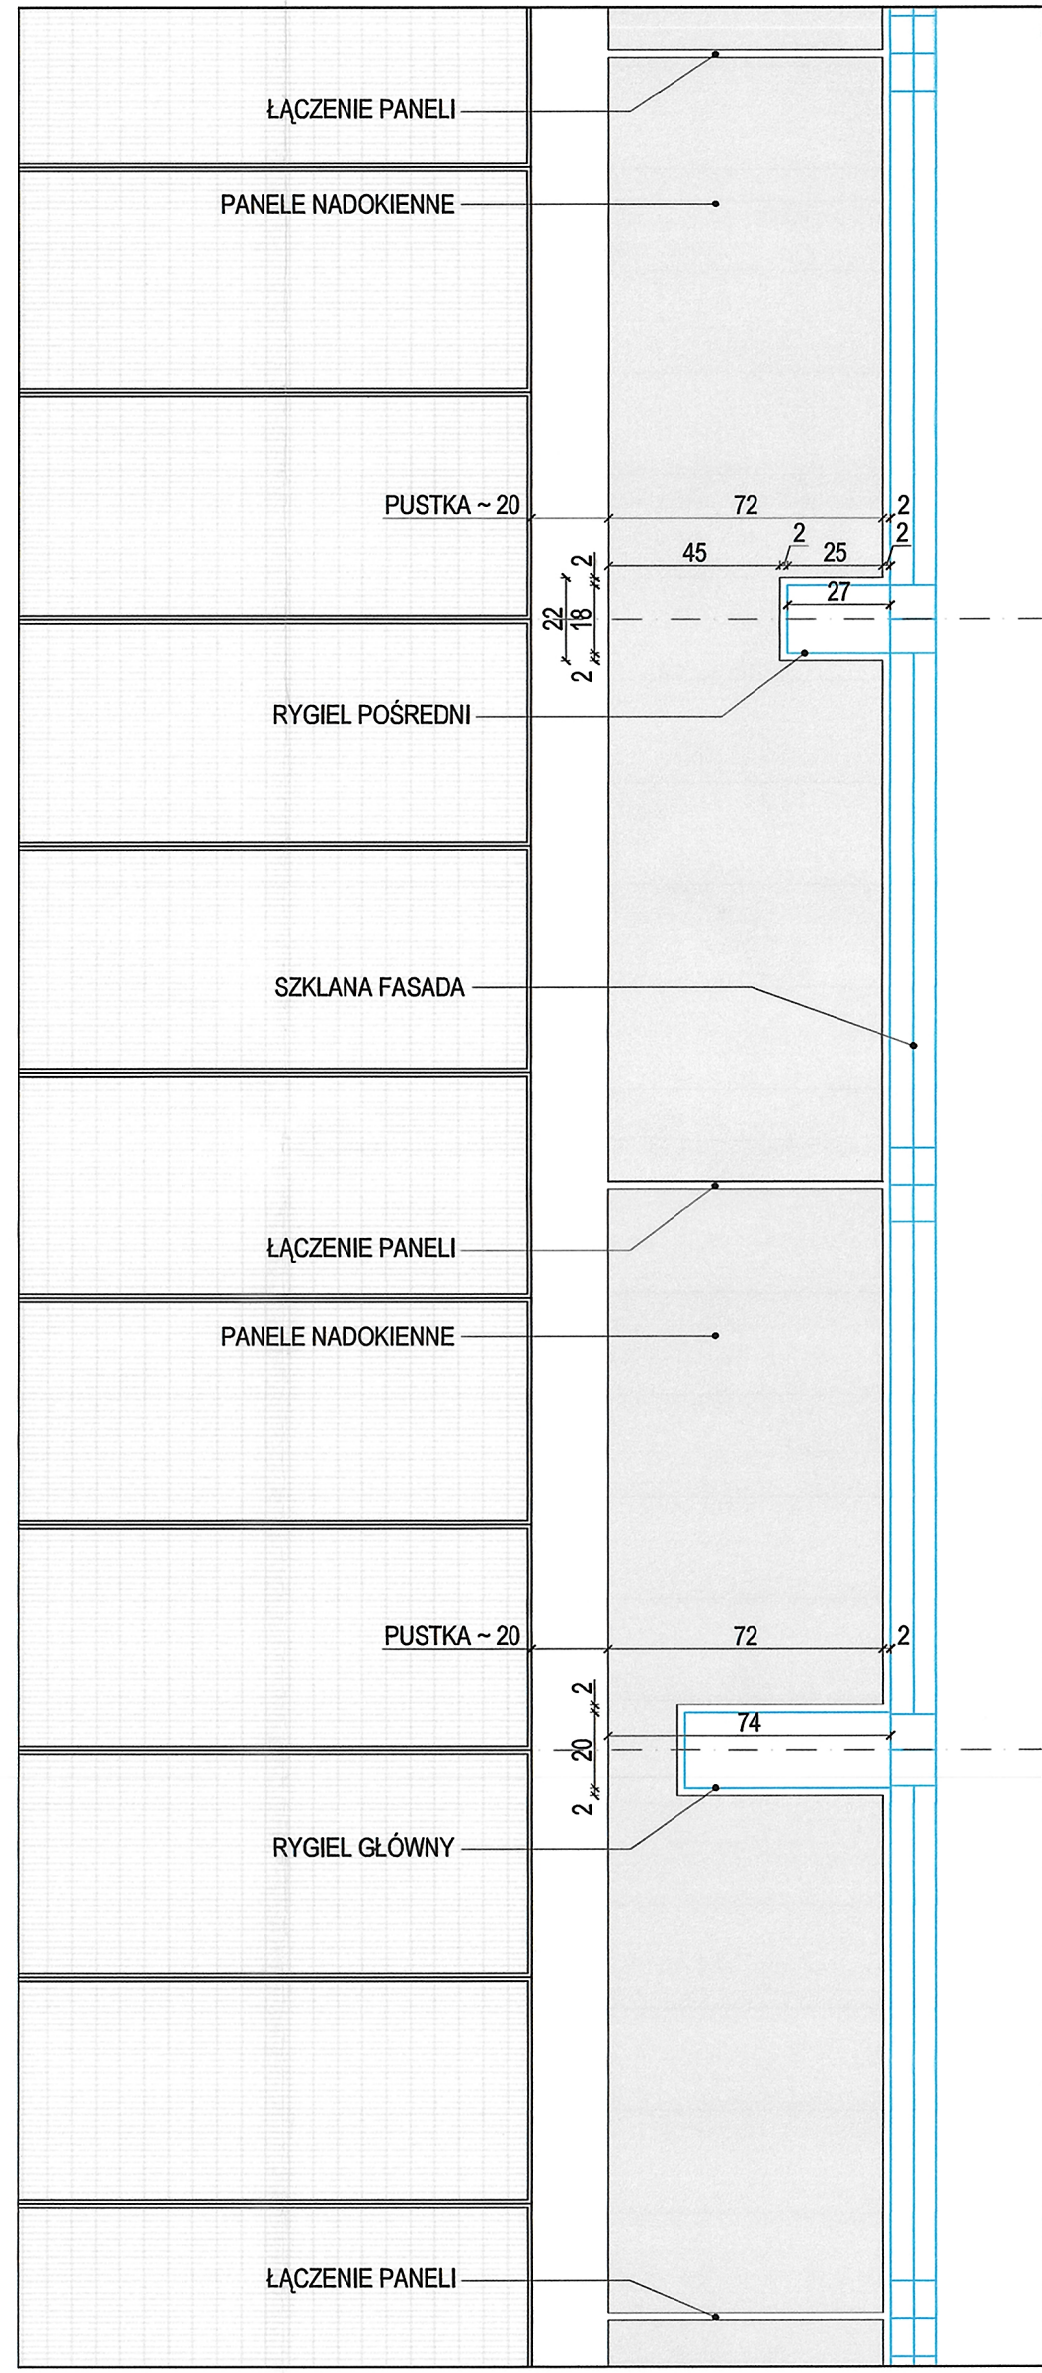 ŁĄCZENIE PANELI
PANELE NADOKIENNE
PUSTKA ~ 20
72
2
45
2
25
2
27
2
22
18
2
RYGIEL POŚREDNI
SZKLANA FASADA
ŁĄCZENIE PANELI
PANELE NADOKIENNE
PUSTKA ~ 20
72
2
2
74
20
2
RYGIEL GŁÓWNY
ŁĄCZENIE PANELI